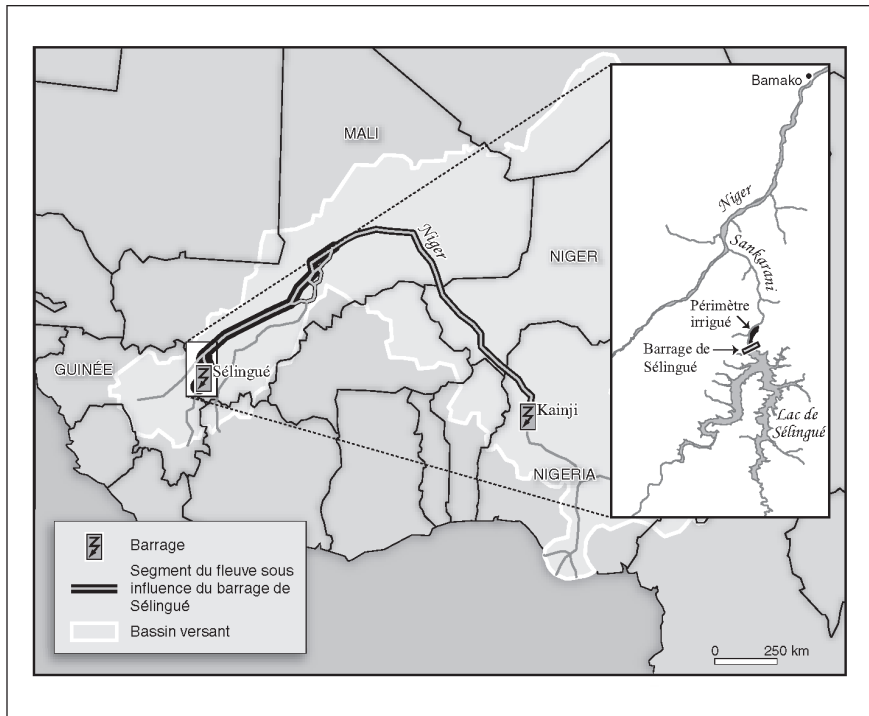 MALI
Niger
NIGER
GUINÉE
Sélingué
Kainji
NIGERIA
Bamako
Niger
Sankarani
Périmètre
irrigué
Barrage de
Sélingué
Lac de
Sélingué
Barrage
Segment du fleuve sous
influence du barrage de
Sélingué
Bassin versant
0 250 km